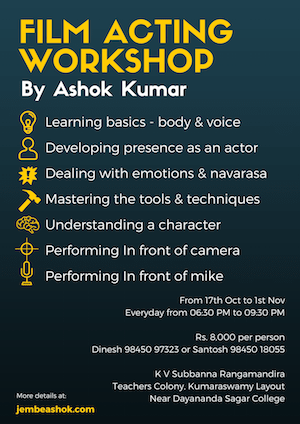 FILM ACTING
WORKSHOP
By Ashok Kumar
Learning basics - body & voice
Developing presence as an actor
Dealing with emotions & navarasa
Mastering the tools & techniques
Understanding a character
Performing In front of camera
Performing In front of mike
From 17th Oct to 1st Nov
Everyday from 06:30 PM to 09:30 PM
Rs. 8,000 per person
Dinesh 98450 97323 or Santosh 98450 18055
K V Subbanna Rangamandira
Teachers Colony, Kumaraswamy Layout
Near Dayananda Sagar College
More details at:
jembeashok.com